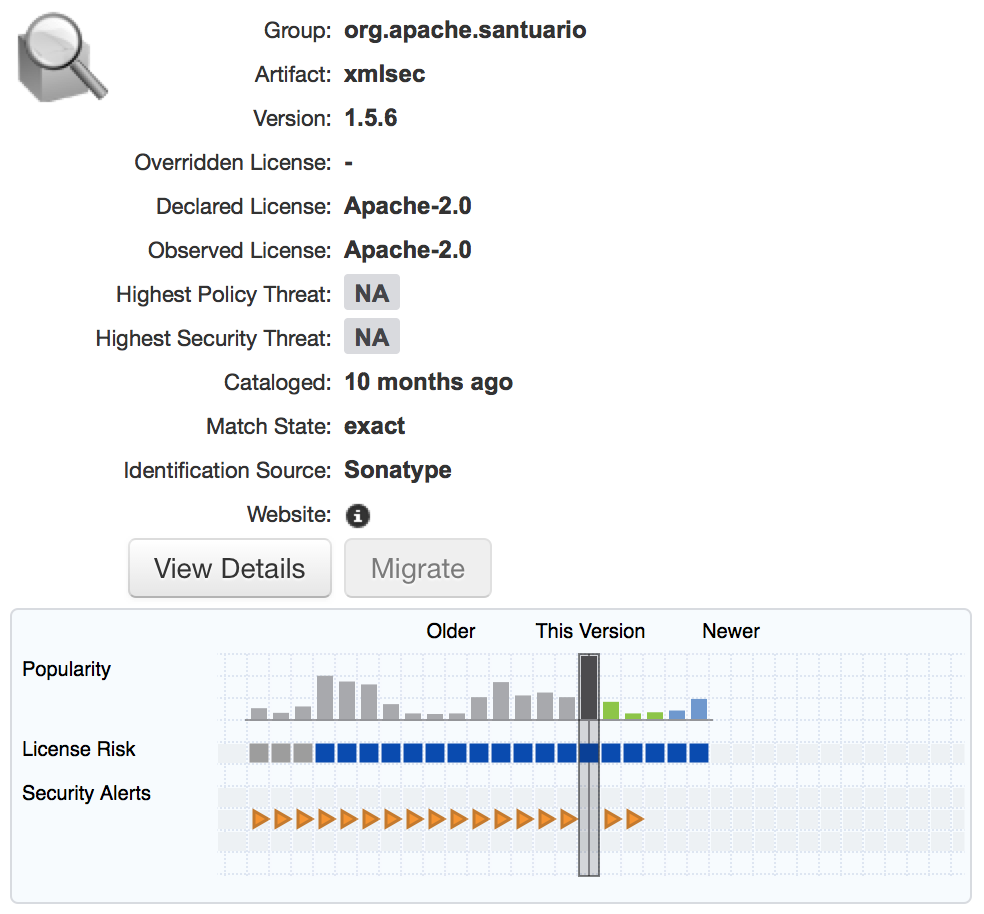 Group: org.apache.santuario
Artifact: xmlsec
Version: 1.5.6
Overridden License: -
Declared License: Apache-2.0
Observed License: Apache-2.0
Highest Policy Threat: NA
Highest Security Threat: NA
Cataloged: 10 months ago
Match State: exact
Identification Source: Sonatype
Website: i
View Details Migrate
Older This Version Newer
Popularity
License Risk
Security Alerts